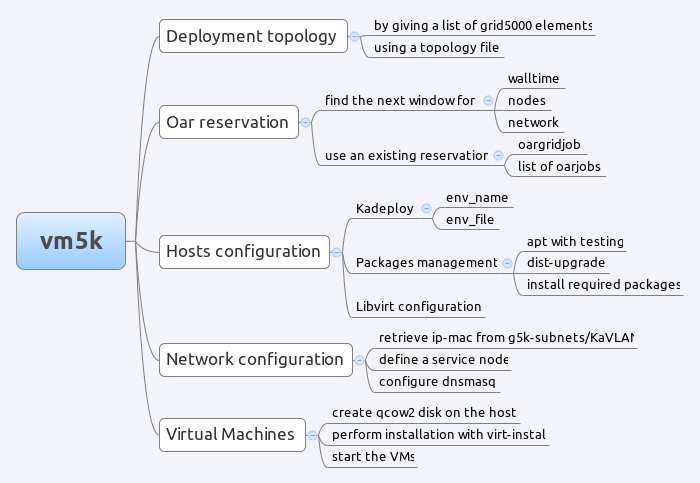 vm5k
Deployment topology
by giving a list of grid5000 elements
using a topology file
Oar reservation
find the next window for
walltime
nodes
network
use an existing reservation
oargridjob
list of oarjobs
Hosts configuration
Kadeploy
env_name
env_file
Packages management
apt with testing
dist-upgrade
install required packages
Libvirt configuration
Network configuration
retrieve ip-mac from g5k-subnets/KaVLAN
define a service node
configure dnsmasq
Virtual Machines
create qcow2 disk on the host
perform installation with virt-instal
start the VMs